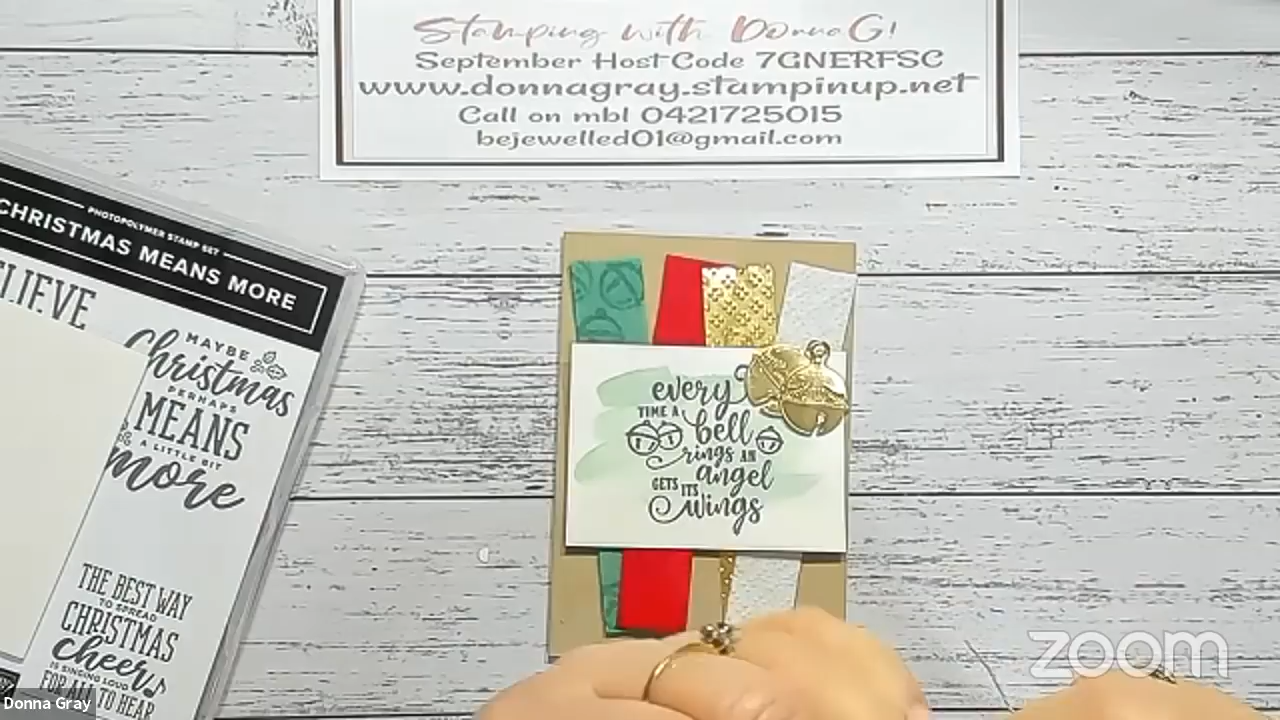 Stamping with Donna G!
September Host Code 7GNERFSC
www.donnagray.stampinup.net
Call on mbl 0421725015
bejewelled01@gmail.com
PHOTOPOLYMER STAMP SET
CHRISTMAS MEANS MORE
ELIEVE
MAYBE
Christmas
PERHAPS
MEANS
A LITTLE BIT
more
THE BEST WAY
TO SPREAD
CHRISTMAS
cheer
IS SINGING LOUD
FOR ALL TO HEAR
every
TIME A
bell
rings AN
angel
GETS ITS
wings
zoom
Donna Gray